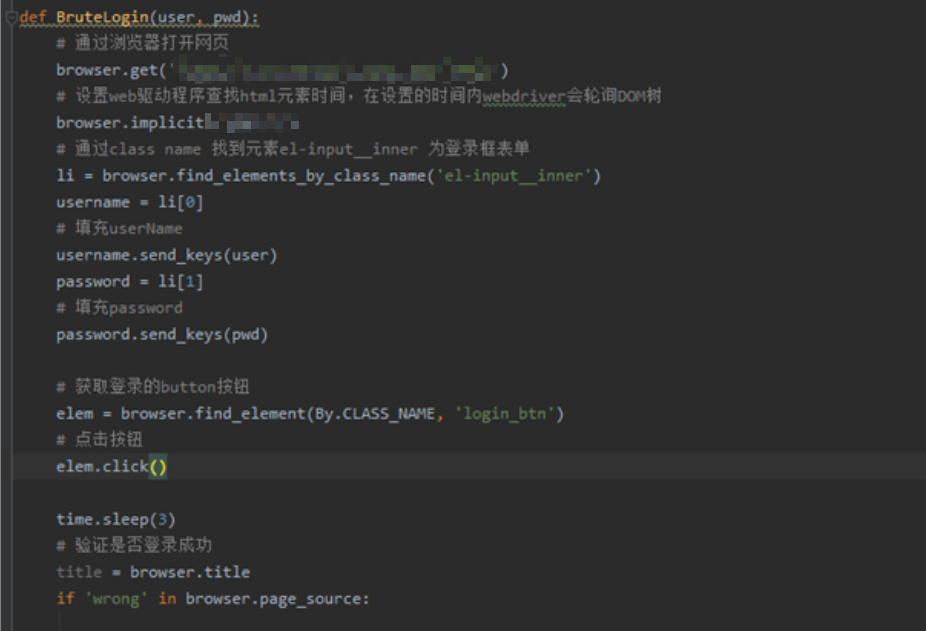 def BruteLogin(user, pwd):
# 通过浏览器打开网页
browser.get(' ')
# 设置web驱动程序查找html元素时间，在设置的时间内webdriver会轮询DOM树
browser.implicit
# 通过class name 找到元素el-input__inner 为登录框表单
li = browser.find_elements_by_class_name('el-input__inner')
username = li[0]
# 填充userName
username.send_keys(user)
password = li[1]
# 填充password
password.send_keys(pwd)
# 获取登录的button按钮
elem = browser.find_element(By.CLASS_NAME, 'login_btn')
# 点击按钮
elem.click()
time.sleep(3)
# 验证是否登录成功
title = browser.title
if 'wrong' in browser.page_source: